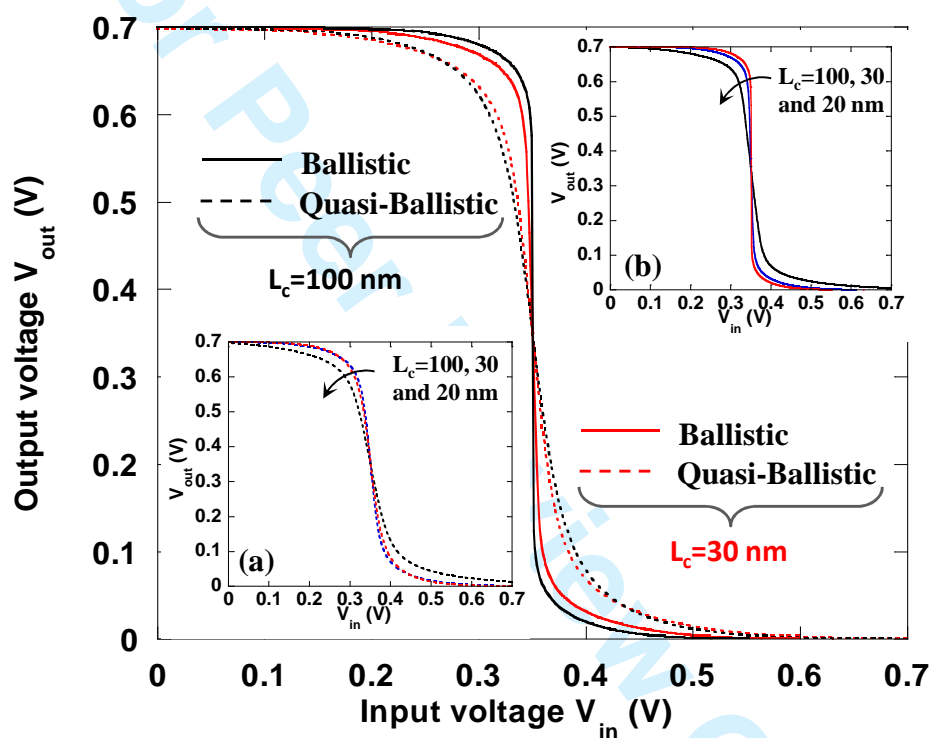 Output voltage V_out (V)
0.7
0.6
0.5
0.4
0.3
0.2
0.1
0
0 0.1 0.2 0.3 0.4 0.5 0.6 0.7
Input voltage V_in (V)
Ballistic
Quasi-Ballistic
L_c=100 nm
Ballistic
Quasi-Ballistic
L_c=30 nm
V_out (V)
0.7
0.6
0.5
0.4
0.3
0.2
0.1
0
L_c=100, 30
and 20 nm
(b)
0 0.1 0.2 0.3 0.4 0.5 0.6 0.7
V_in (V)
V_out (V)
0.7
0.6
0.5
0.4
0.3
0.2
0.1
0
L_c=100, 30
and 20 nm
(a)
0 0.1 0.2 0.3 0.4 0.5 0.6 0.7
V_in (V)